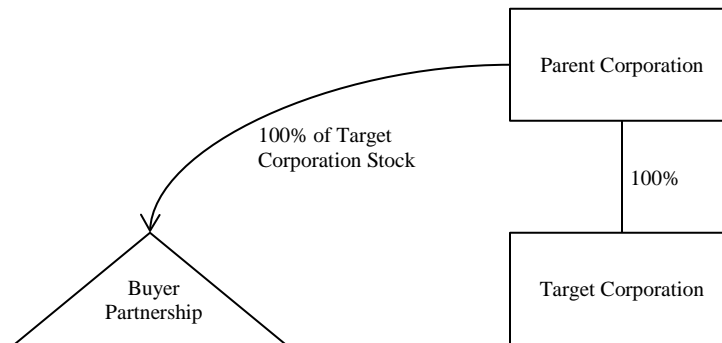 Parent Corporation
100% of Target
Corporation Stock
100%
Buyer
Partnership
Target Corporation